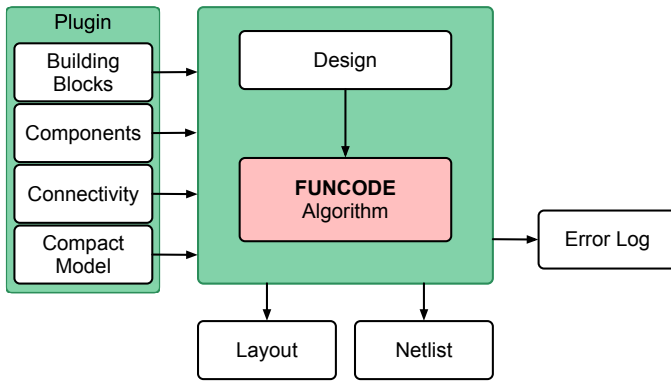 Plugin
Building
Blocks
Components
Connectivity
Compact
Model
Design
FUNCODE
Algorithm
Error Log
Layout
Netlist